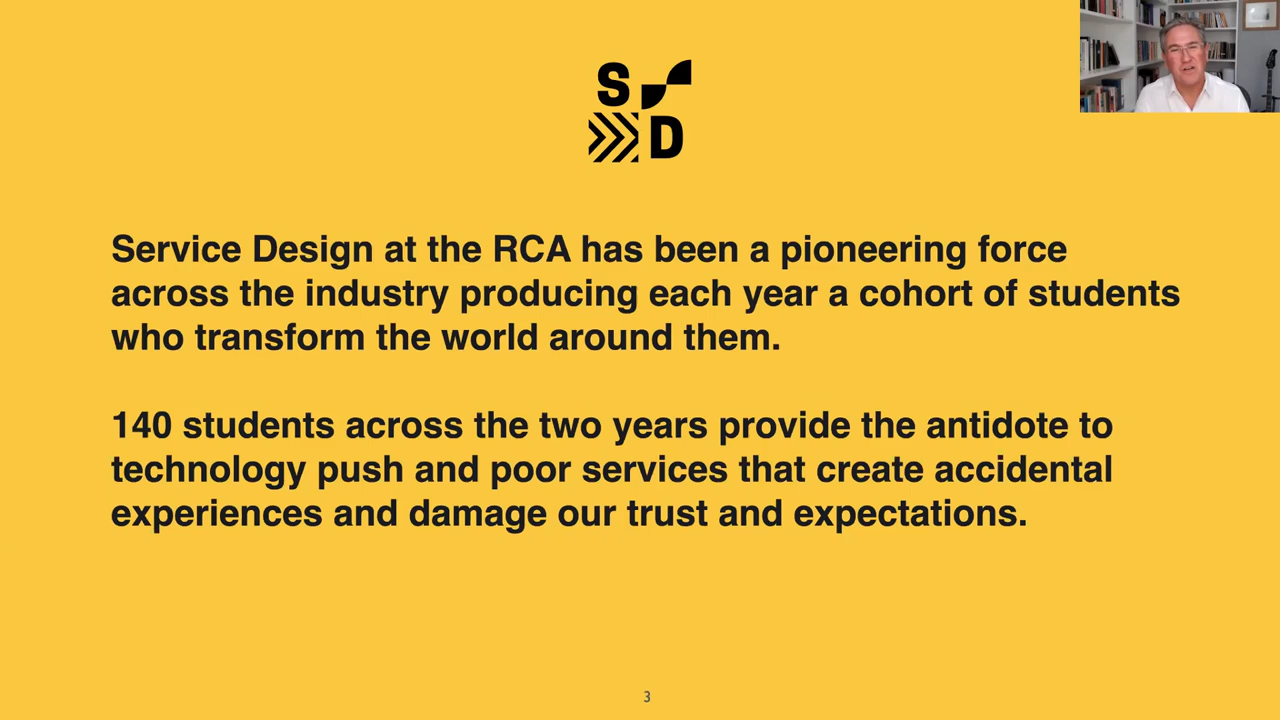 S
D
Service Design at the RCA has been a pioneering force
across the industry producing each year a cohort of students
who transform the world around them.
140 students across the two years provide the antidote to
technology push and poor services that create accidental
experiences and damage our trust and expectations.
3